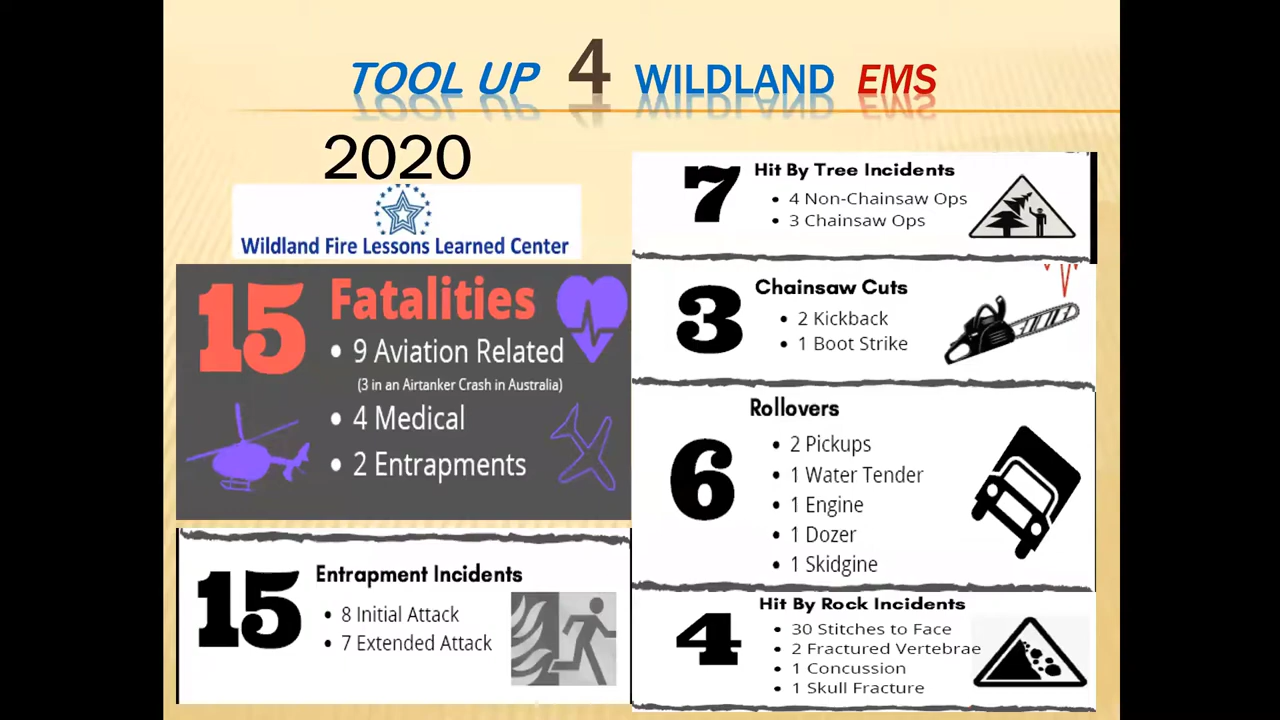 TOOL UP 4 WILDLAND EMS
2020
Wildland Fire Lessons Learned Center
15 Fatalities
• 9 Aviation Related
(3 in an Airtanker Crash in Australia)
• 4 Medical
• 2 Entrapments
15 Entrapment Incidents
• 8 Initial Attack
• 7 Extended Attack
7 Hit By Tree Incidents
• 4 Non-Chainsaw Ops
• 3 Chainsaw Ops
3 Chainsaw Cuts
• 2 Kickback
• 1 Boot Strike
6 Rollovers
• 2 Pickups
• 1 Water Tender
• 1 Engine
• 1 Dozer
• 1 Skidgine
4 Hit By Rock Incidents
• 30 Stitches to Face
• 2 Fractured Vertebrae
• 1 Concussion
• 1 Skull Fracture